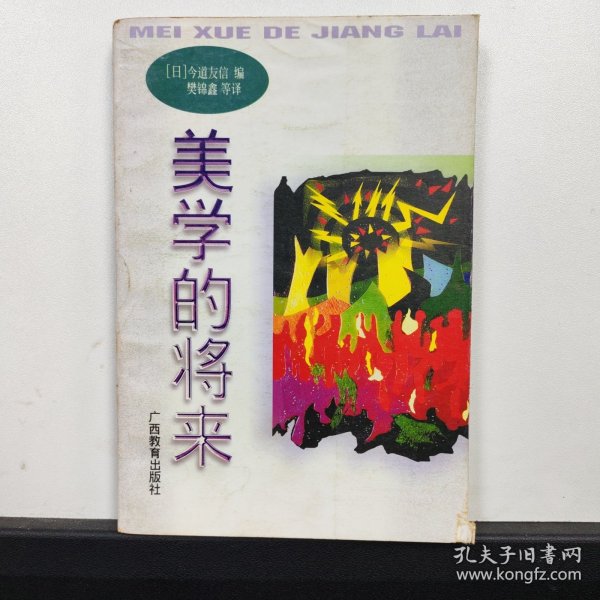 MEI XUE DE JIANG LAI
[日]今道友信 编
樊锦鑫 等译
美学的将来
广西教育出版社
孔夫子旧书网
www.kongfz.com